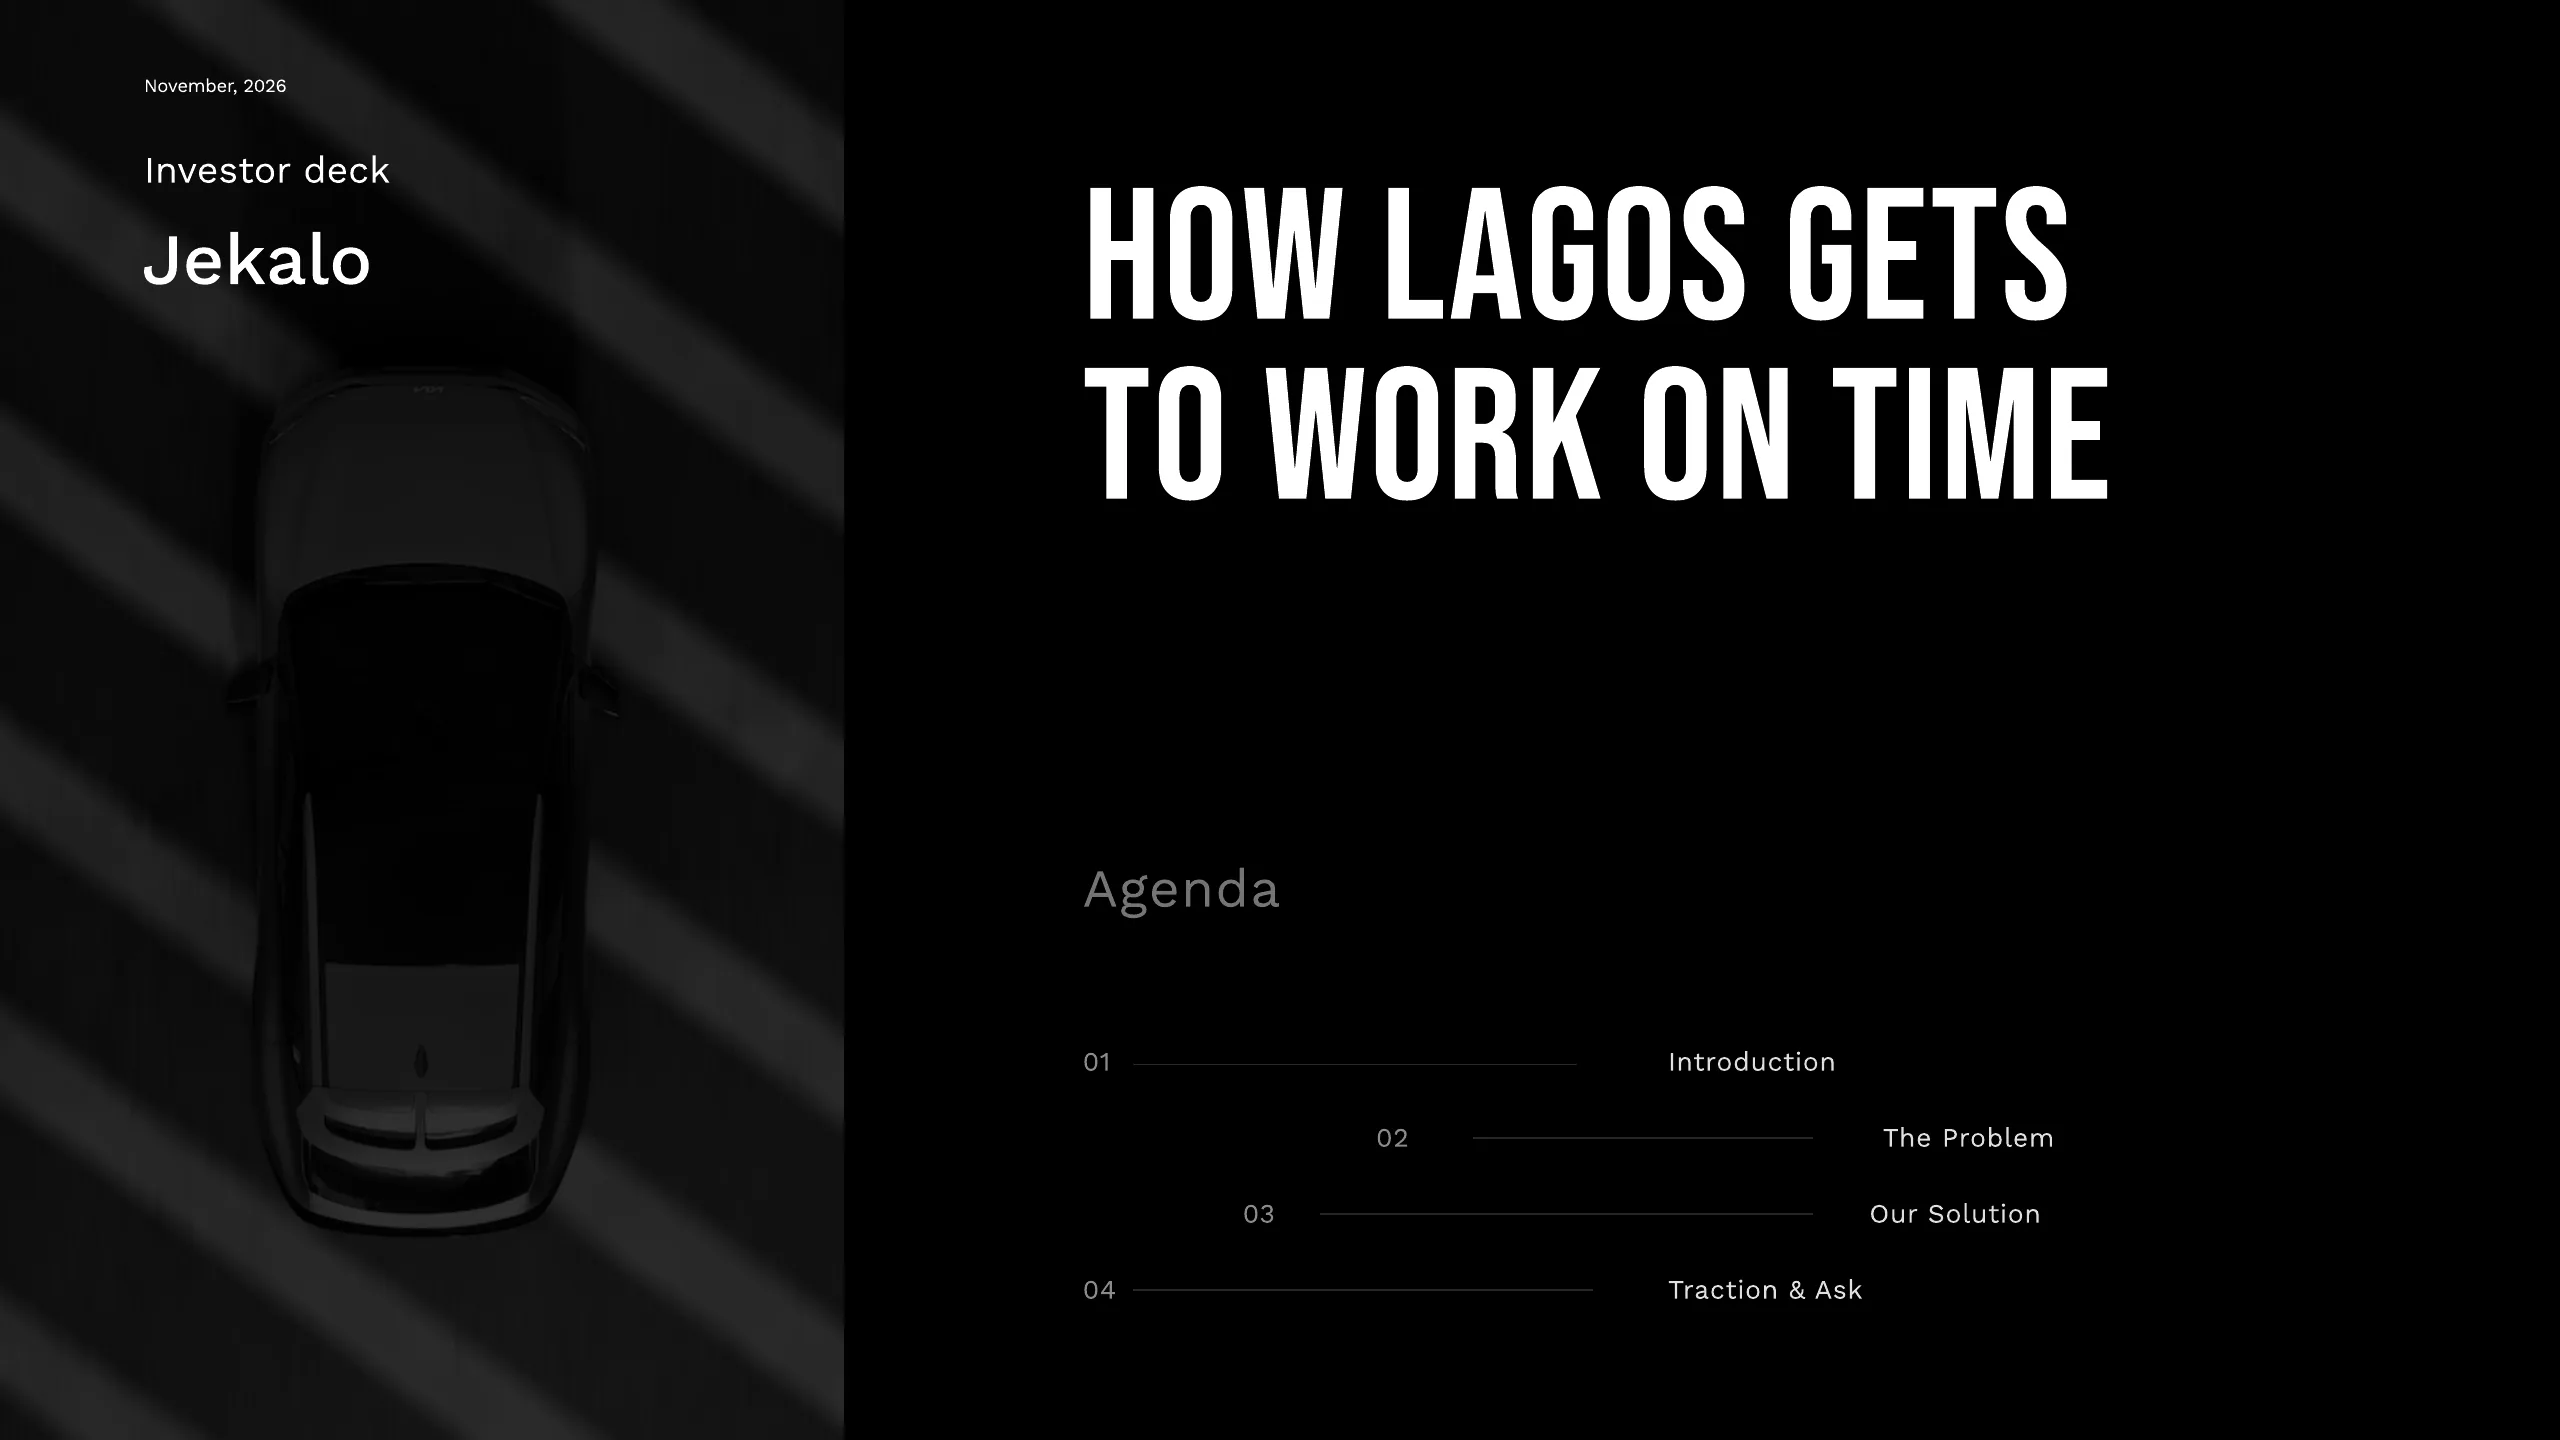 November, 2026
Investor deck
Jekalo
HOW LAGOS GETS
TO WORK ON TIME
Agenda
01 Introduction
02 The Problem
03 Our Solution
04 Traction & Ask